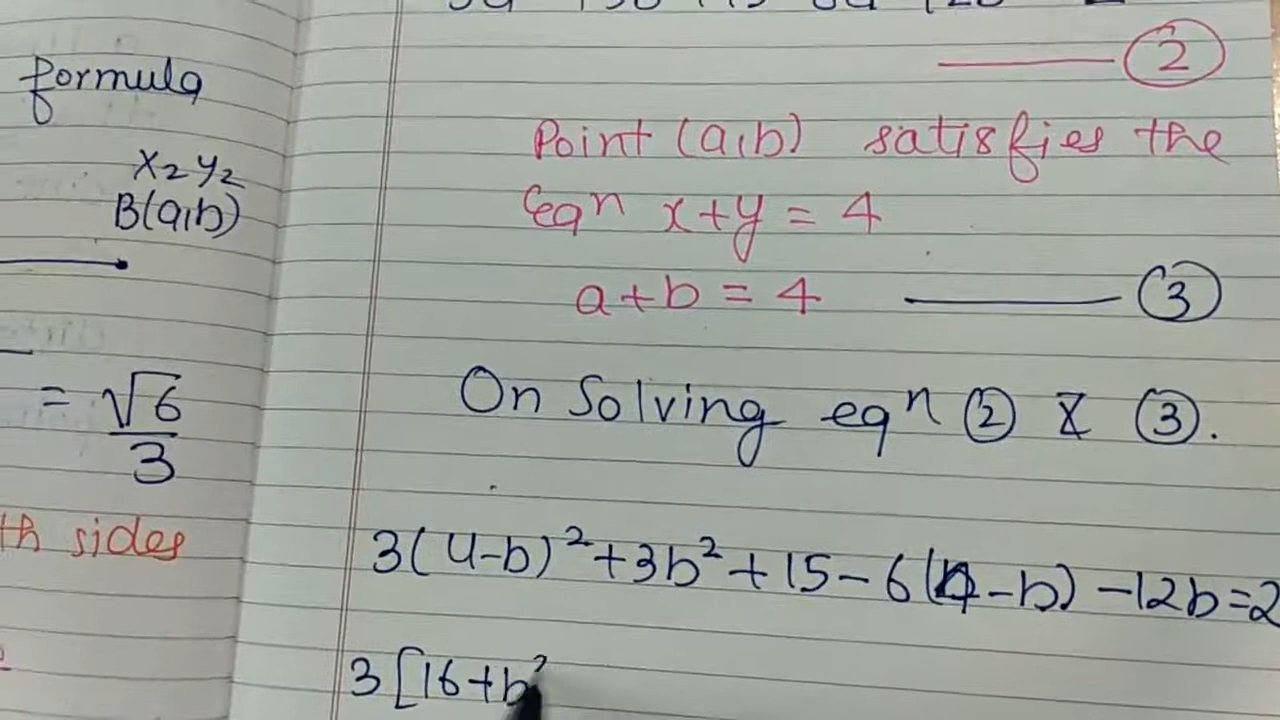 formula
x₂ y₂
B(a,b)
= √6/3
th sides
②
Point (a,b) satisfies the
eqⁿ x+y = 4
a+b = 4 ③
On Solving eqⁿ ② & ③.
3(4-b)² + 3b² + 15 - 6(4-b) - 12b = 2
3[16+b²